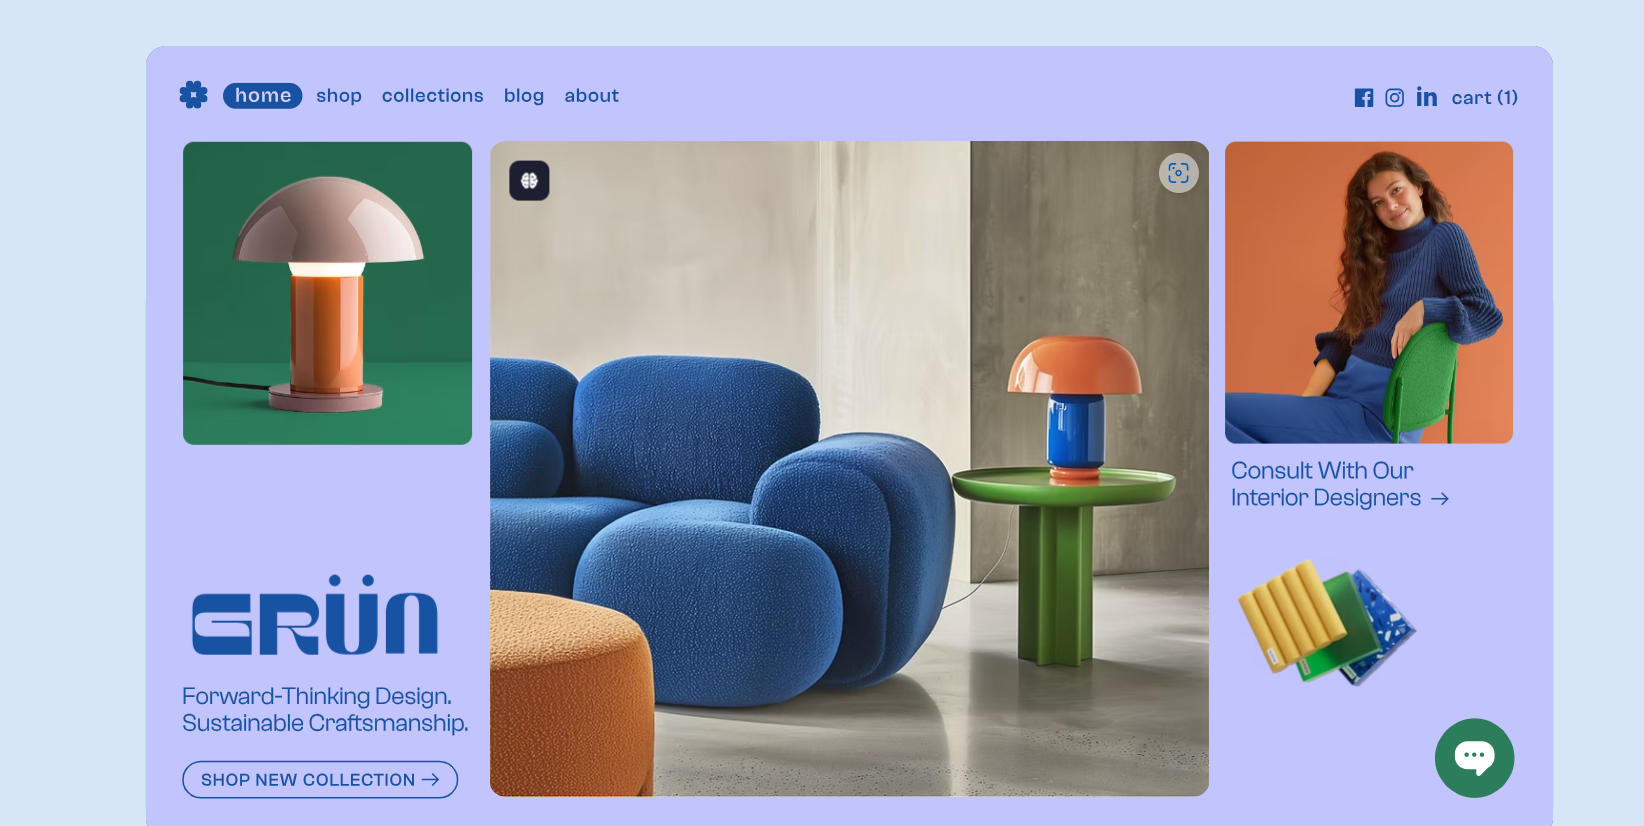 home shop collections blog about
cart (1)
Consult With Our
Interior Designers →
GRÜN
Forward-Thinking Design.
Sustainable Craftsmanship.
SHOP NEW COLLECTION →